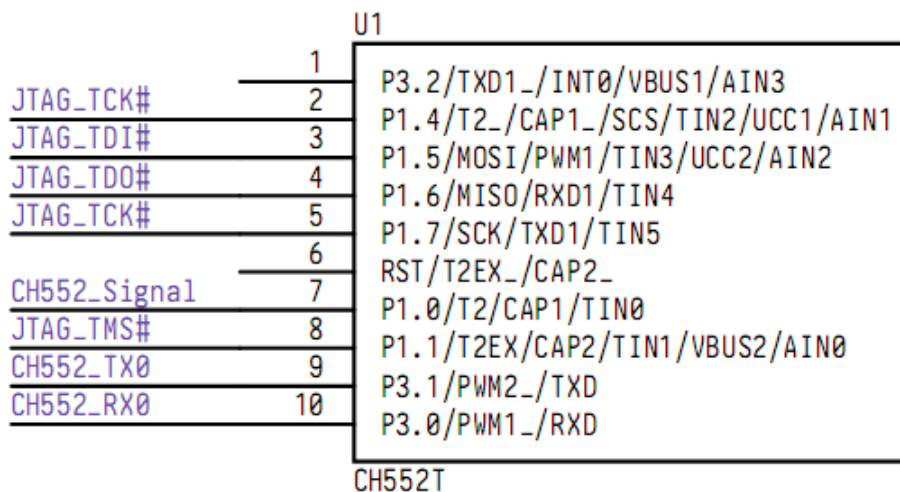 U1
1 P3.2/TXD1_/INT0/VBUS1/AIN3
JTAG_TCK# 2 P1.4/T2_/CAP1_/SCS/TIN2/UCC1/AIN1
JTAG_TDI# 3 P1.5/MOSI/PWM1/TIN3/UCC2/AIN2
JTAG_TDO# 4 P1.6/MISO/RXD1/TIN4
JTAG_TCK# 5 P1.7/SCK/TXD1/TIN5
6 RST/T2EX_/CAP2_
CH552_Signal 7 P1.0/T2/CAP1/TIN0
JTAG_TMS# 8 P1.1/T2EX/CAP2/TIN1/VBUS2/AIN0
CH552_TX0 9 P3.1/PWM2_/TXD
CH552_RX0 10 P3.0/PWM1_/RXD
CH552T